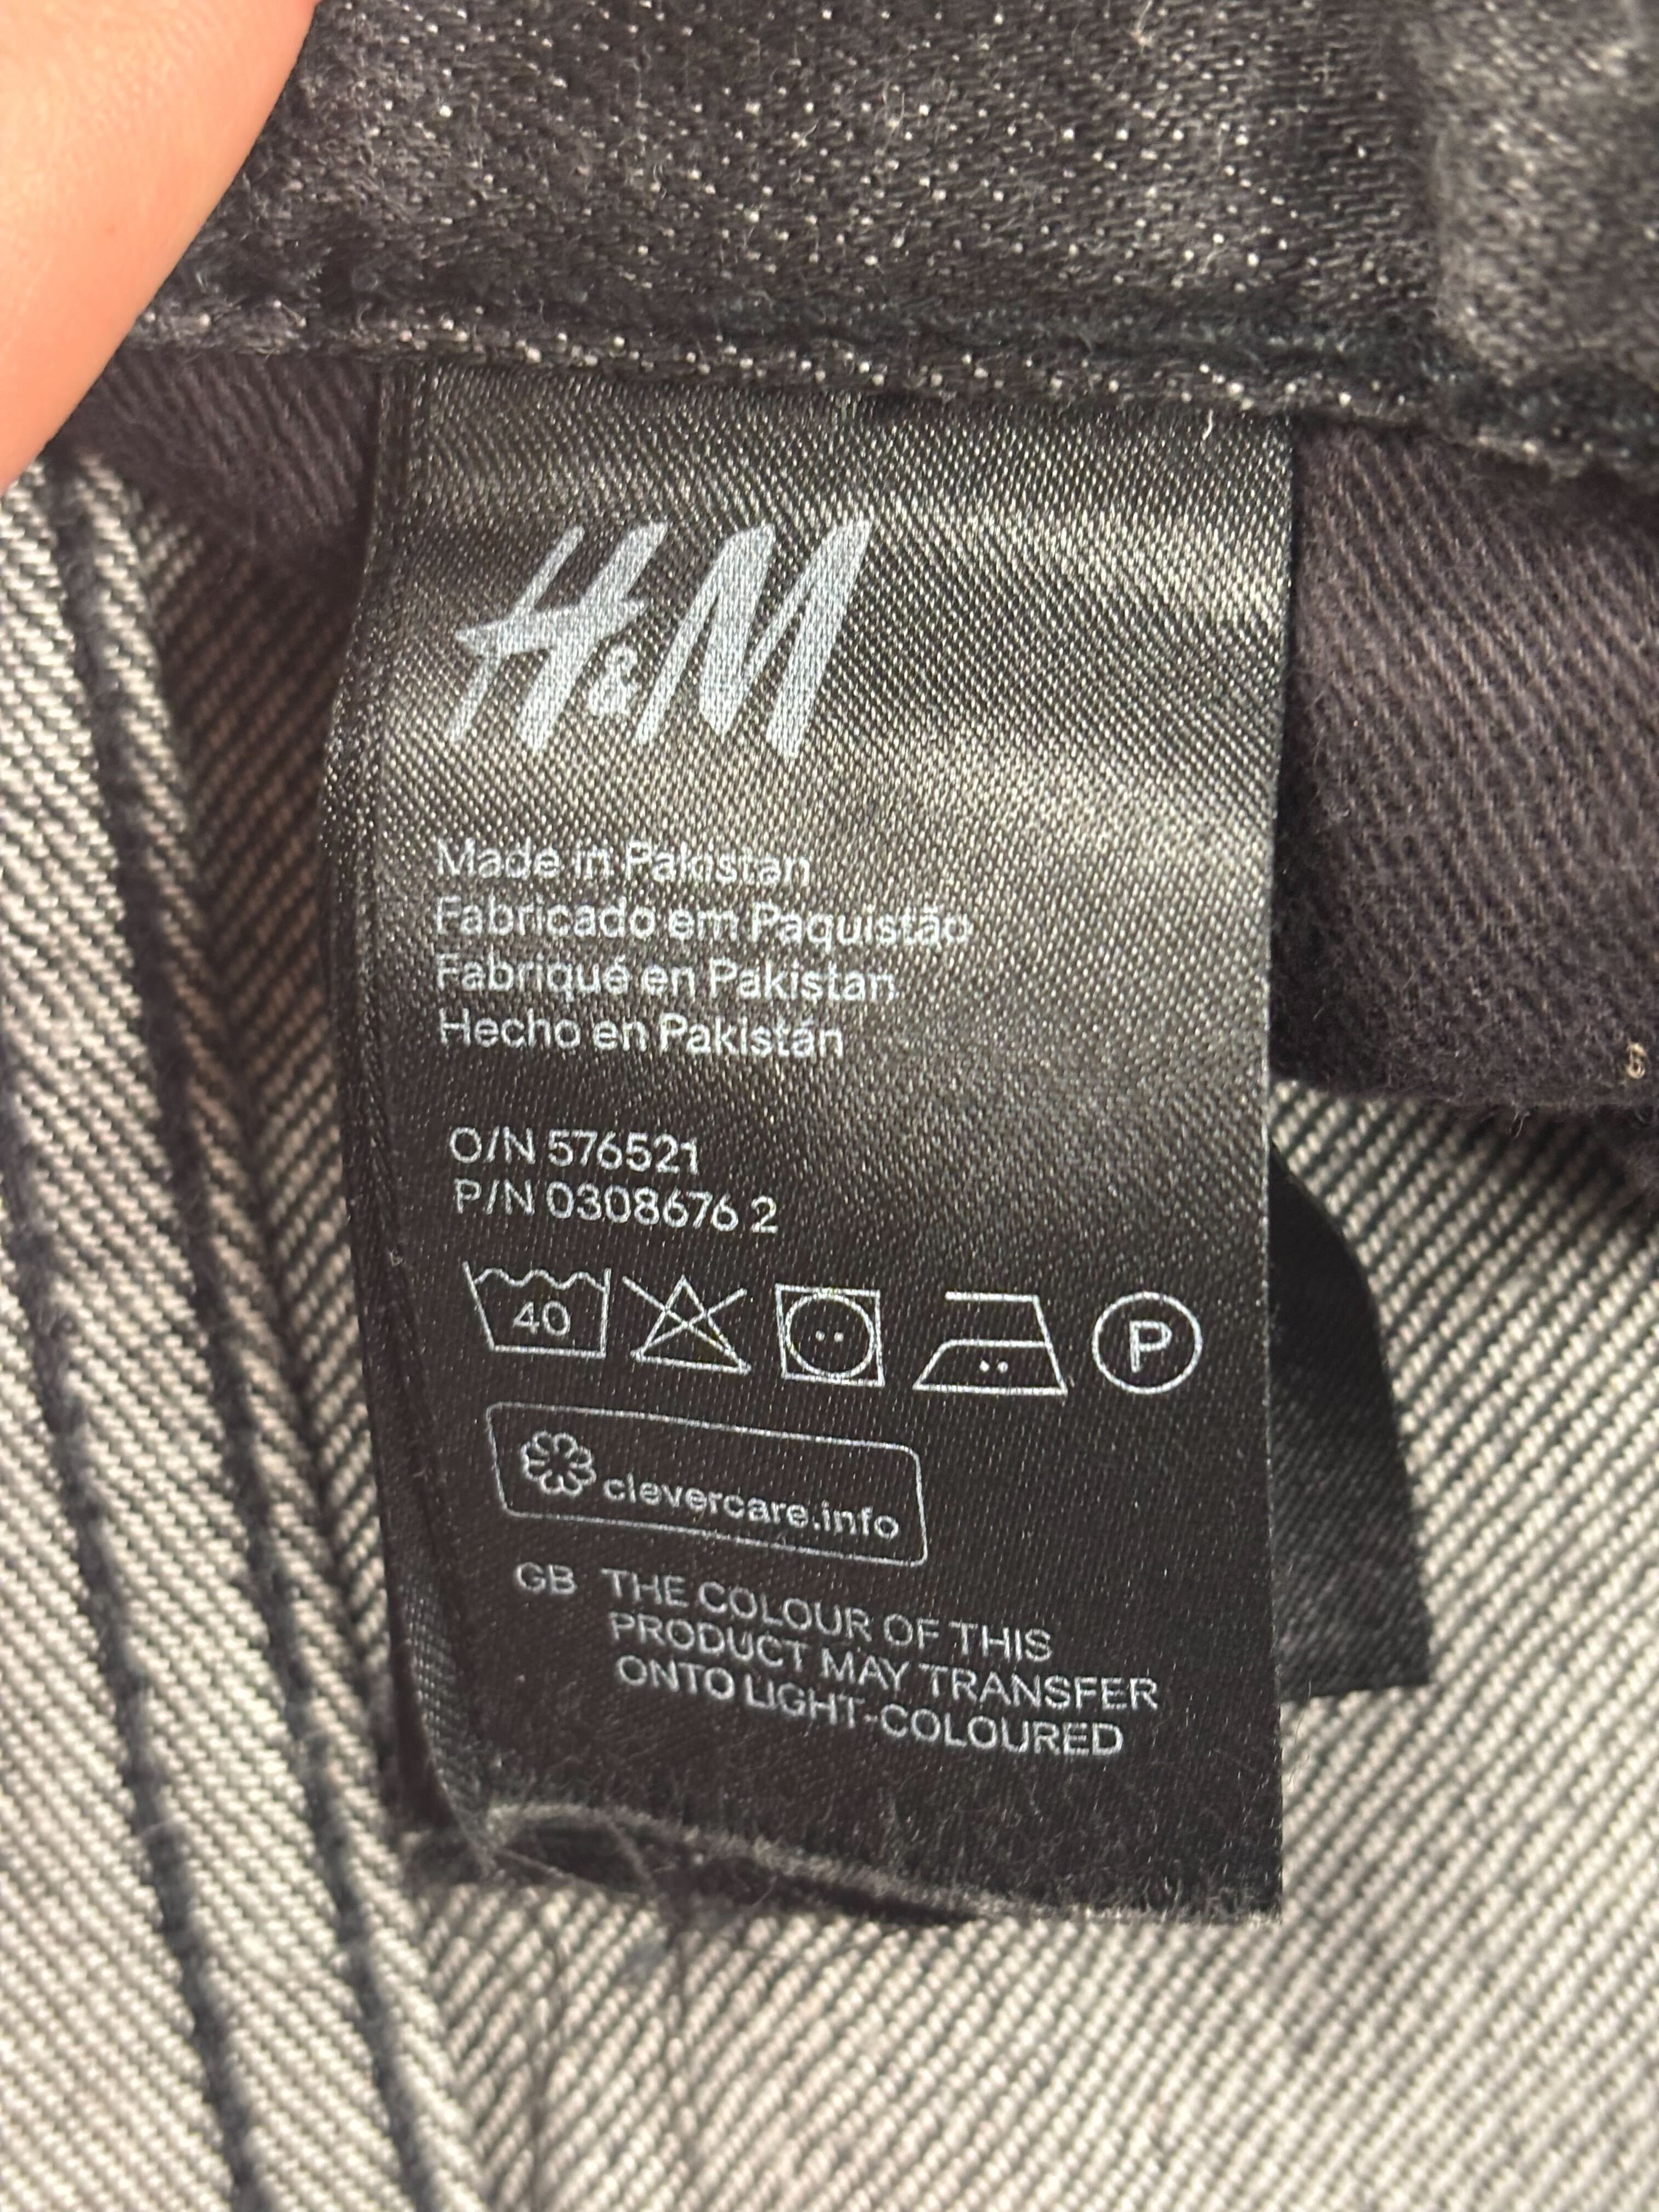 H&M
Made in Pakistan
Fabricado em Paquistão
Fabriqué en Pakistan
Hecho en Pakistán
O/N 576521
P/N 0308676 2
40 P
clevercare.info
GB THE COLOUR OF THIS
PRODUCT MAY TRANSFER
ONTO LIGHT-COLOURED